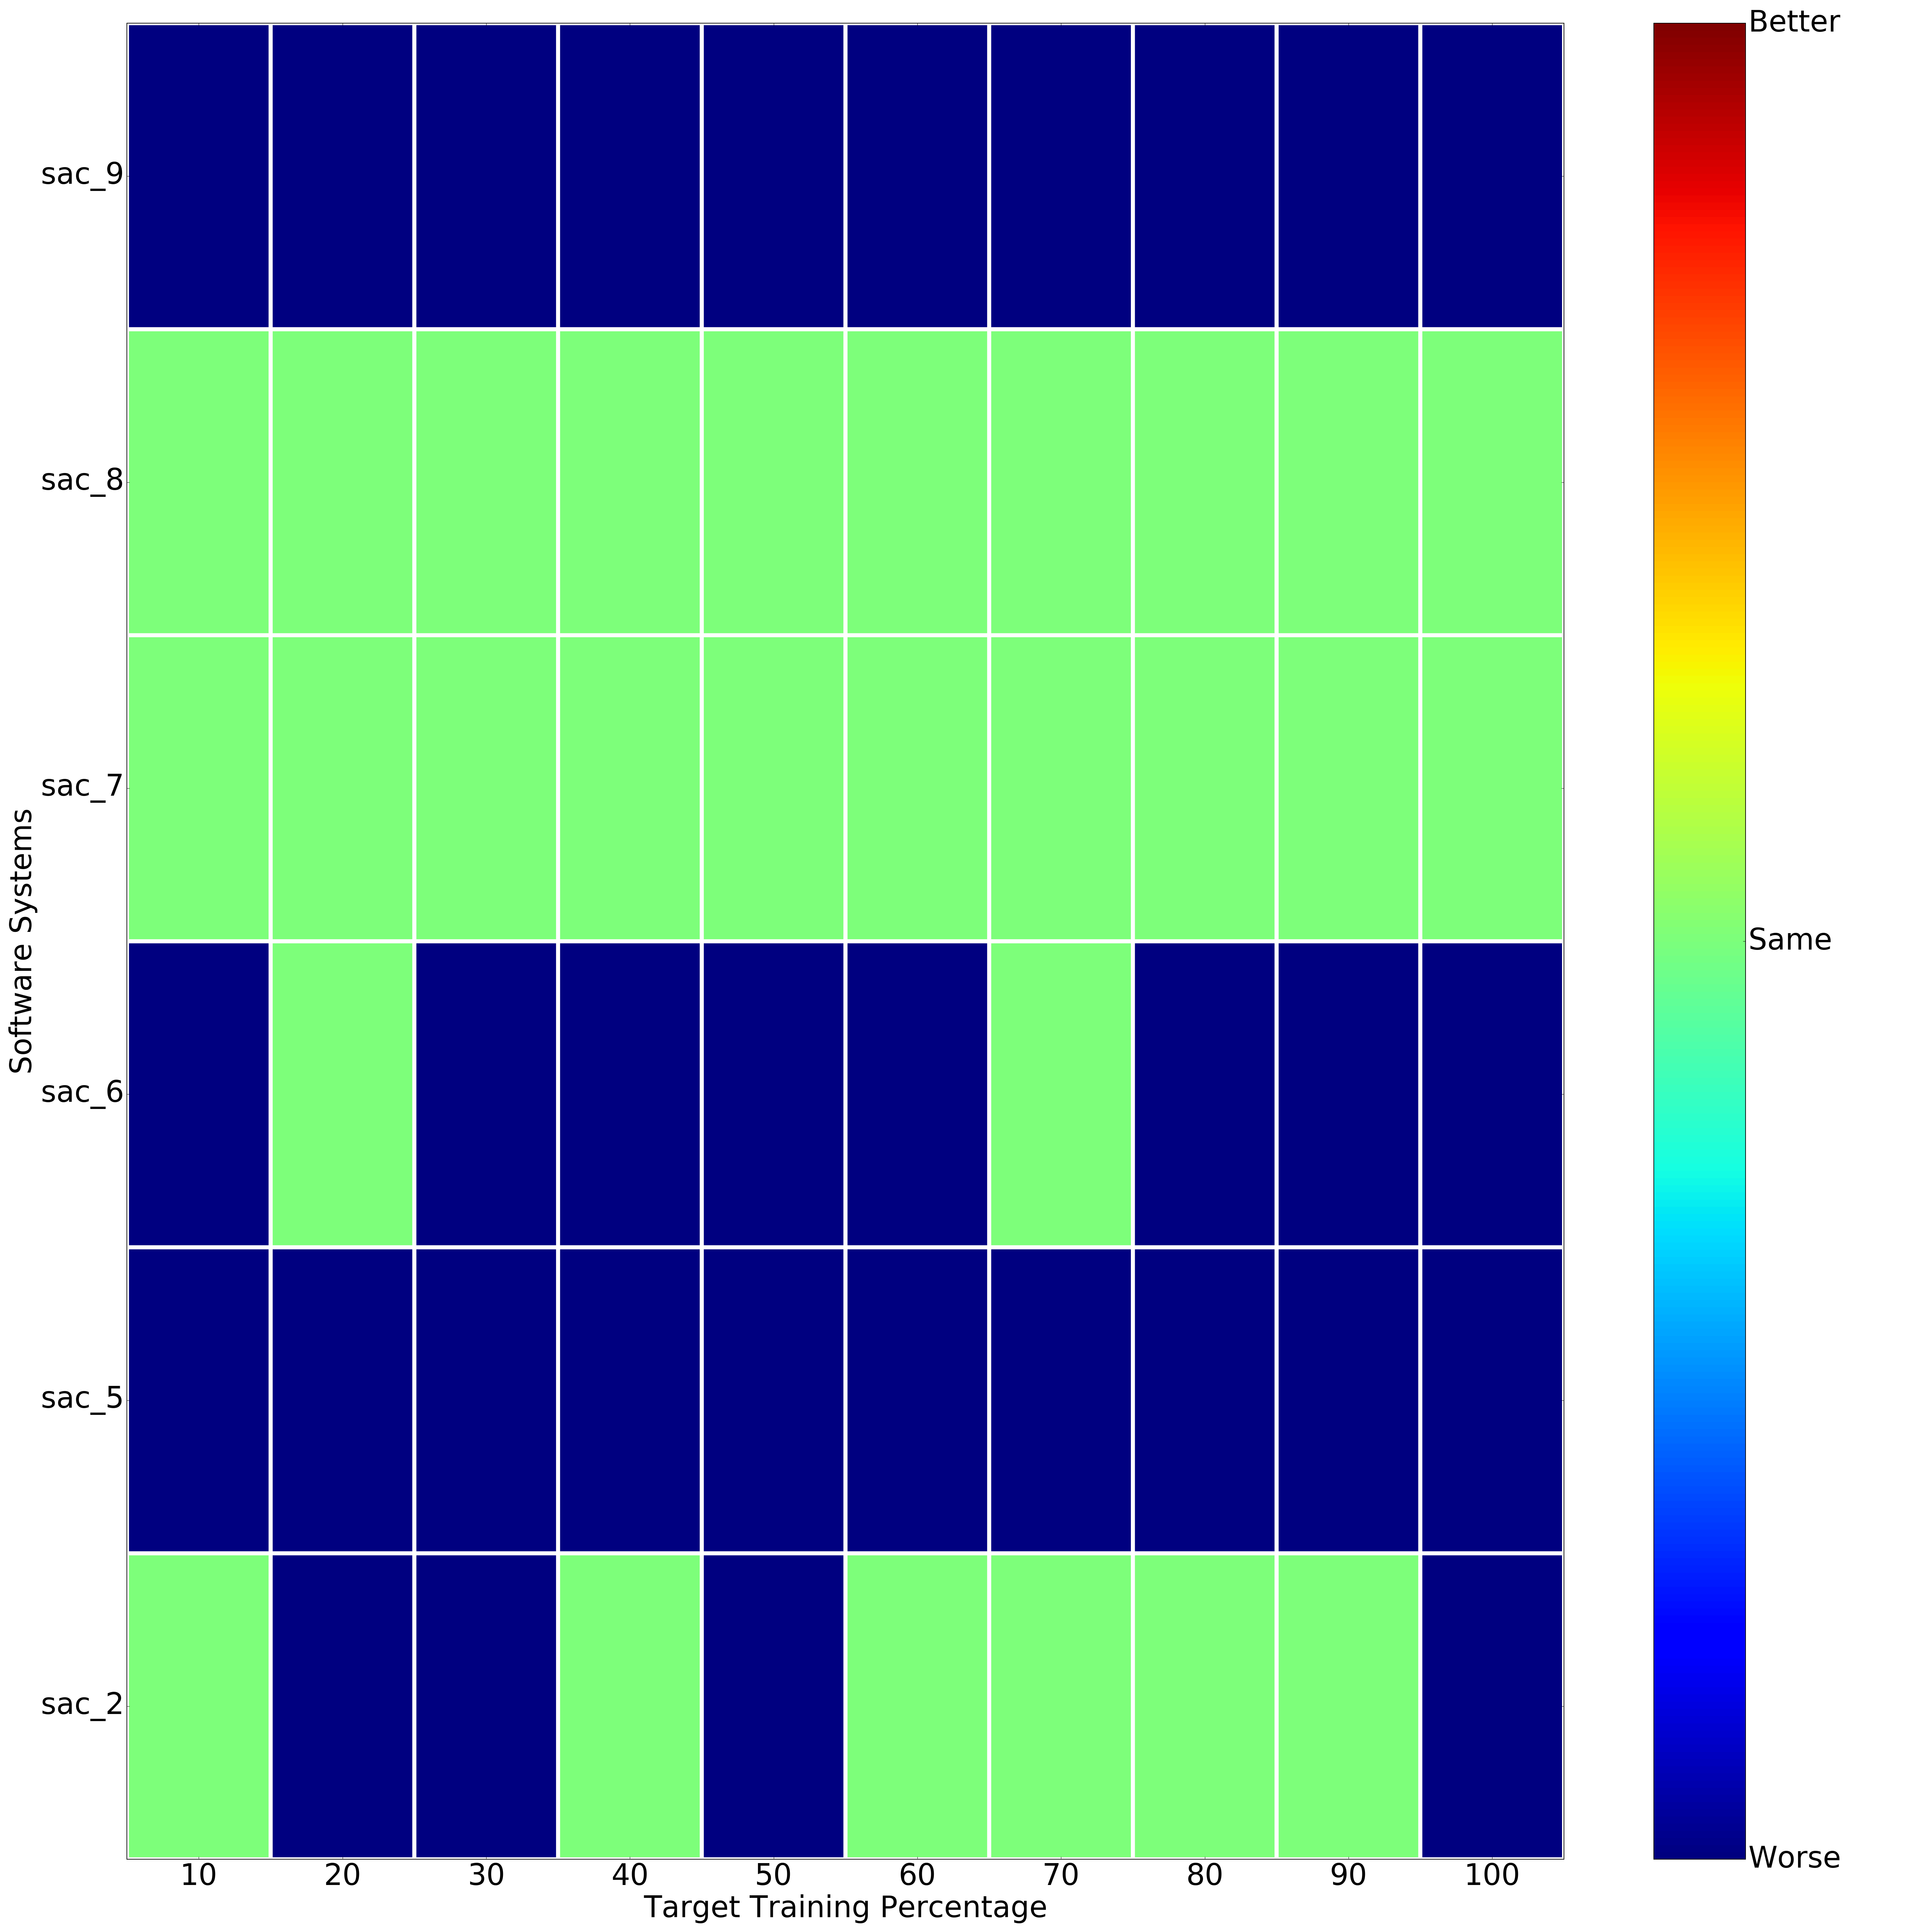 Software Systems
sac_9
sac_8
sac_7
sac_6
sac_5
sac_2
10 20 30 40 50 60 70 80 90 100
Target Training Percentage
Better
Same
Worse